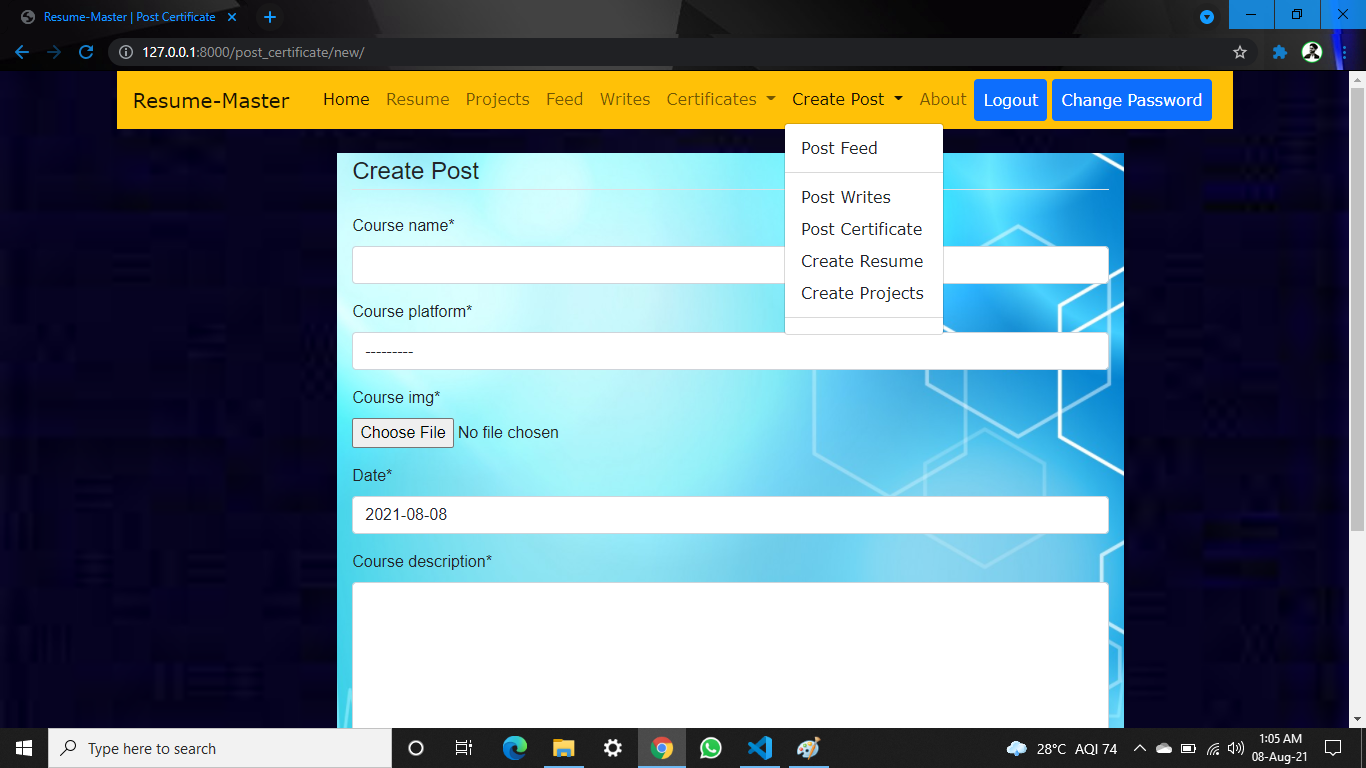 Resume-Master | Post Certificate
127.0.0.1:8000/post_certificate/new/
Resume-Master Home Resume Projects Feed Writes Certificates Create Post About Logout Change Password
Post Feed
Post Writes
Post Certificate
Create Resume
Create Projects
Create Post
Course name*
Course platform*
---------
Course img*
Choose File No file chosen
Date*
2021-08-08
Course description*
Type here to search
28°C AQI 74
1:05 AM
08-Aug-21